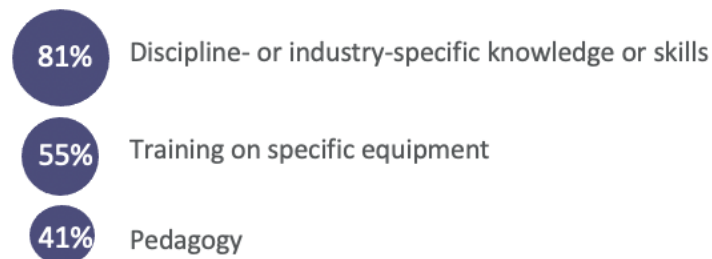 81% Discipline- or industry-specific knowledge or skills
55% Training on specific equipment
41% Pedagogy